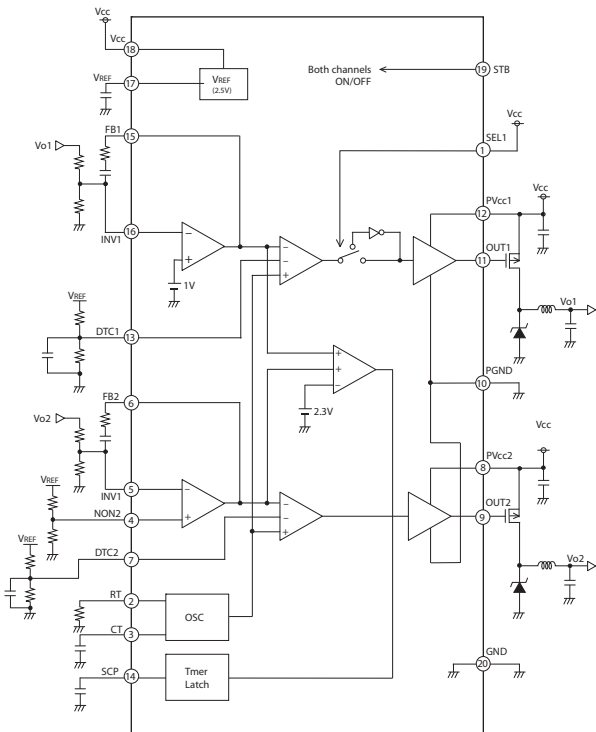 Vcc
Vcc
18
VREF
17
VREF
(2.5V)
Both channels
ON/OFF
19
STB
Vcc
SEL1
1
FB1
15
Vo1
INV1
16
1V
Vcc
PVcc1
12
OUT1
11
Vo1
VREF
DTC1
13
PGND
10
FB2
6
2.3V
Vo2
Vcc
PVcc2
8
INV1
5
VREF
NON2
4
OUT2
9
DTC2
7
VREF
Vo2
RT
2
OSC
CT
3
GND
20
SCP
14
Tmer
Latch